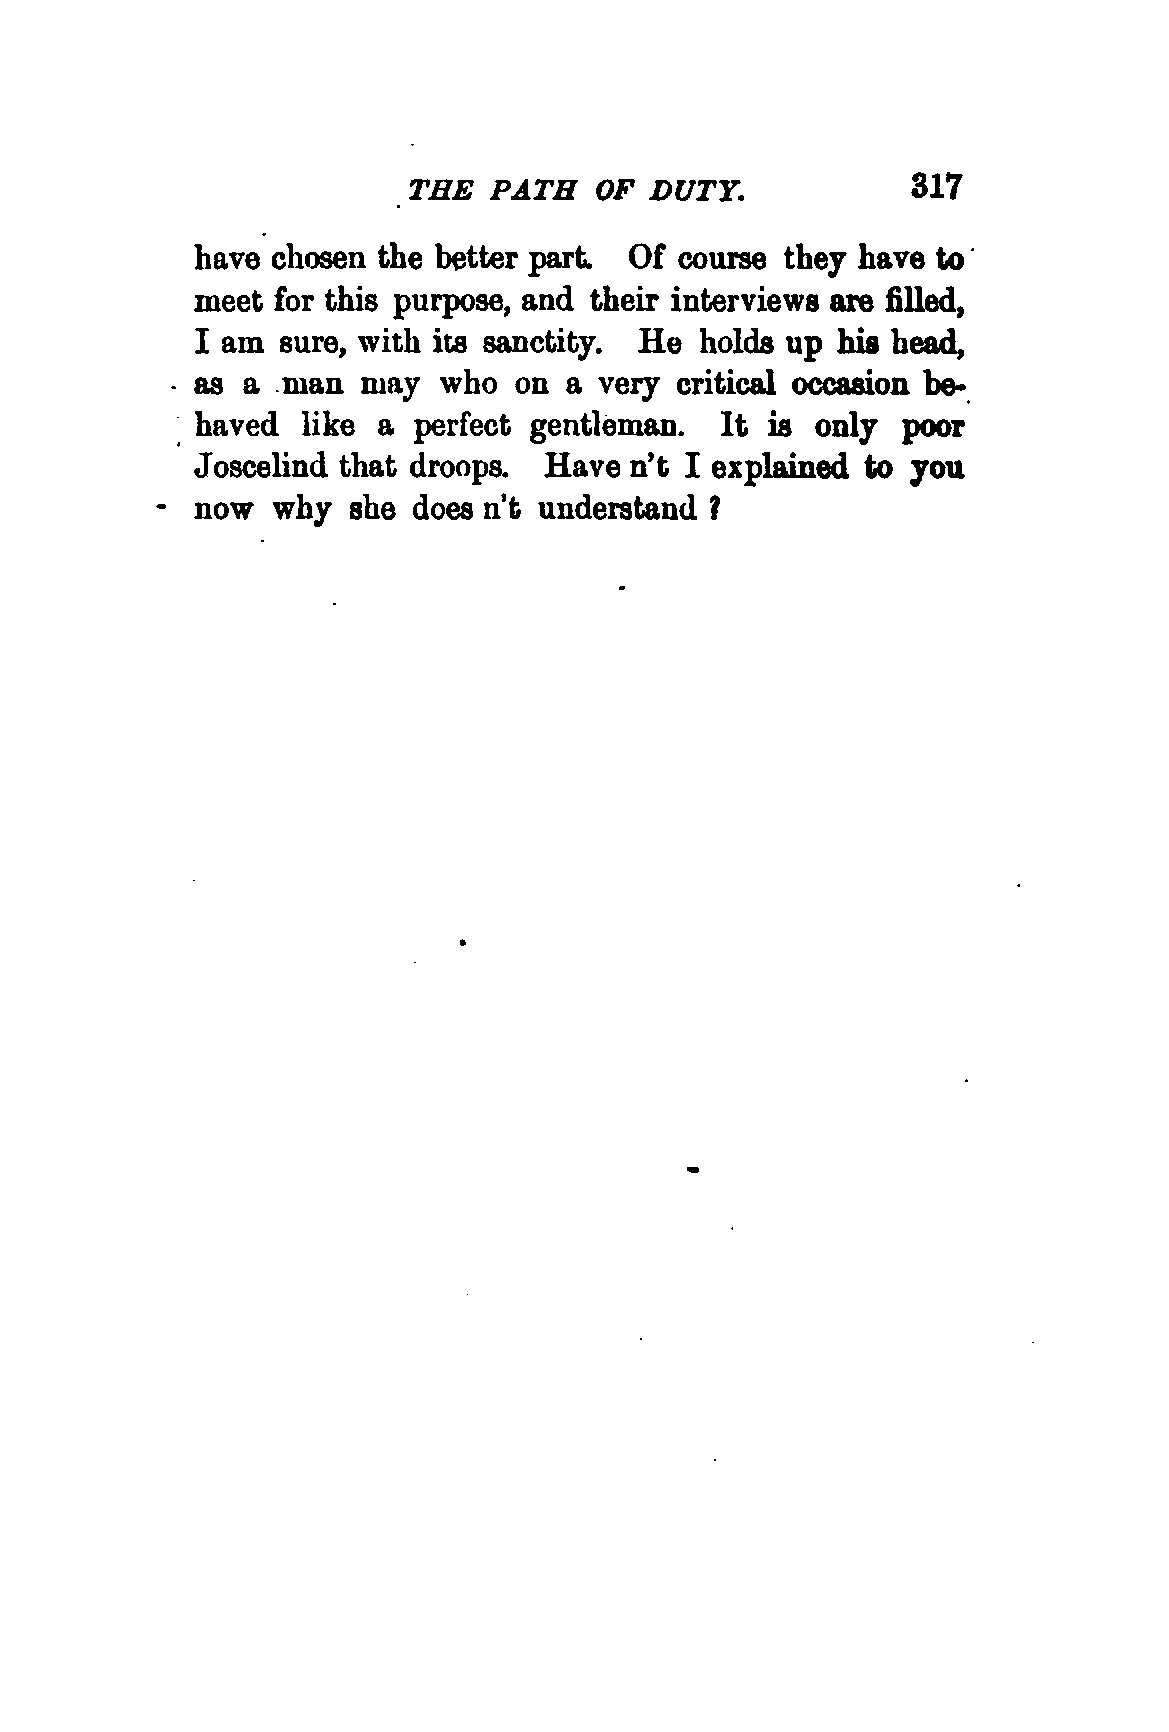 THE PATH OF DUTY. 317
have chosen the better part. Of course they have to
meet for this purpose, and their interviews are filled,
I am sure, with its sanctity. He holds up his head,
as a man may who on a very critical occasion be-
haved like a perfect gentleman. It is only poor
Joscelind that droops. Have n't I explained to you
now why she does n't understand ?